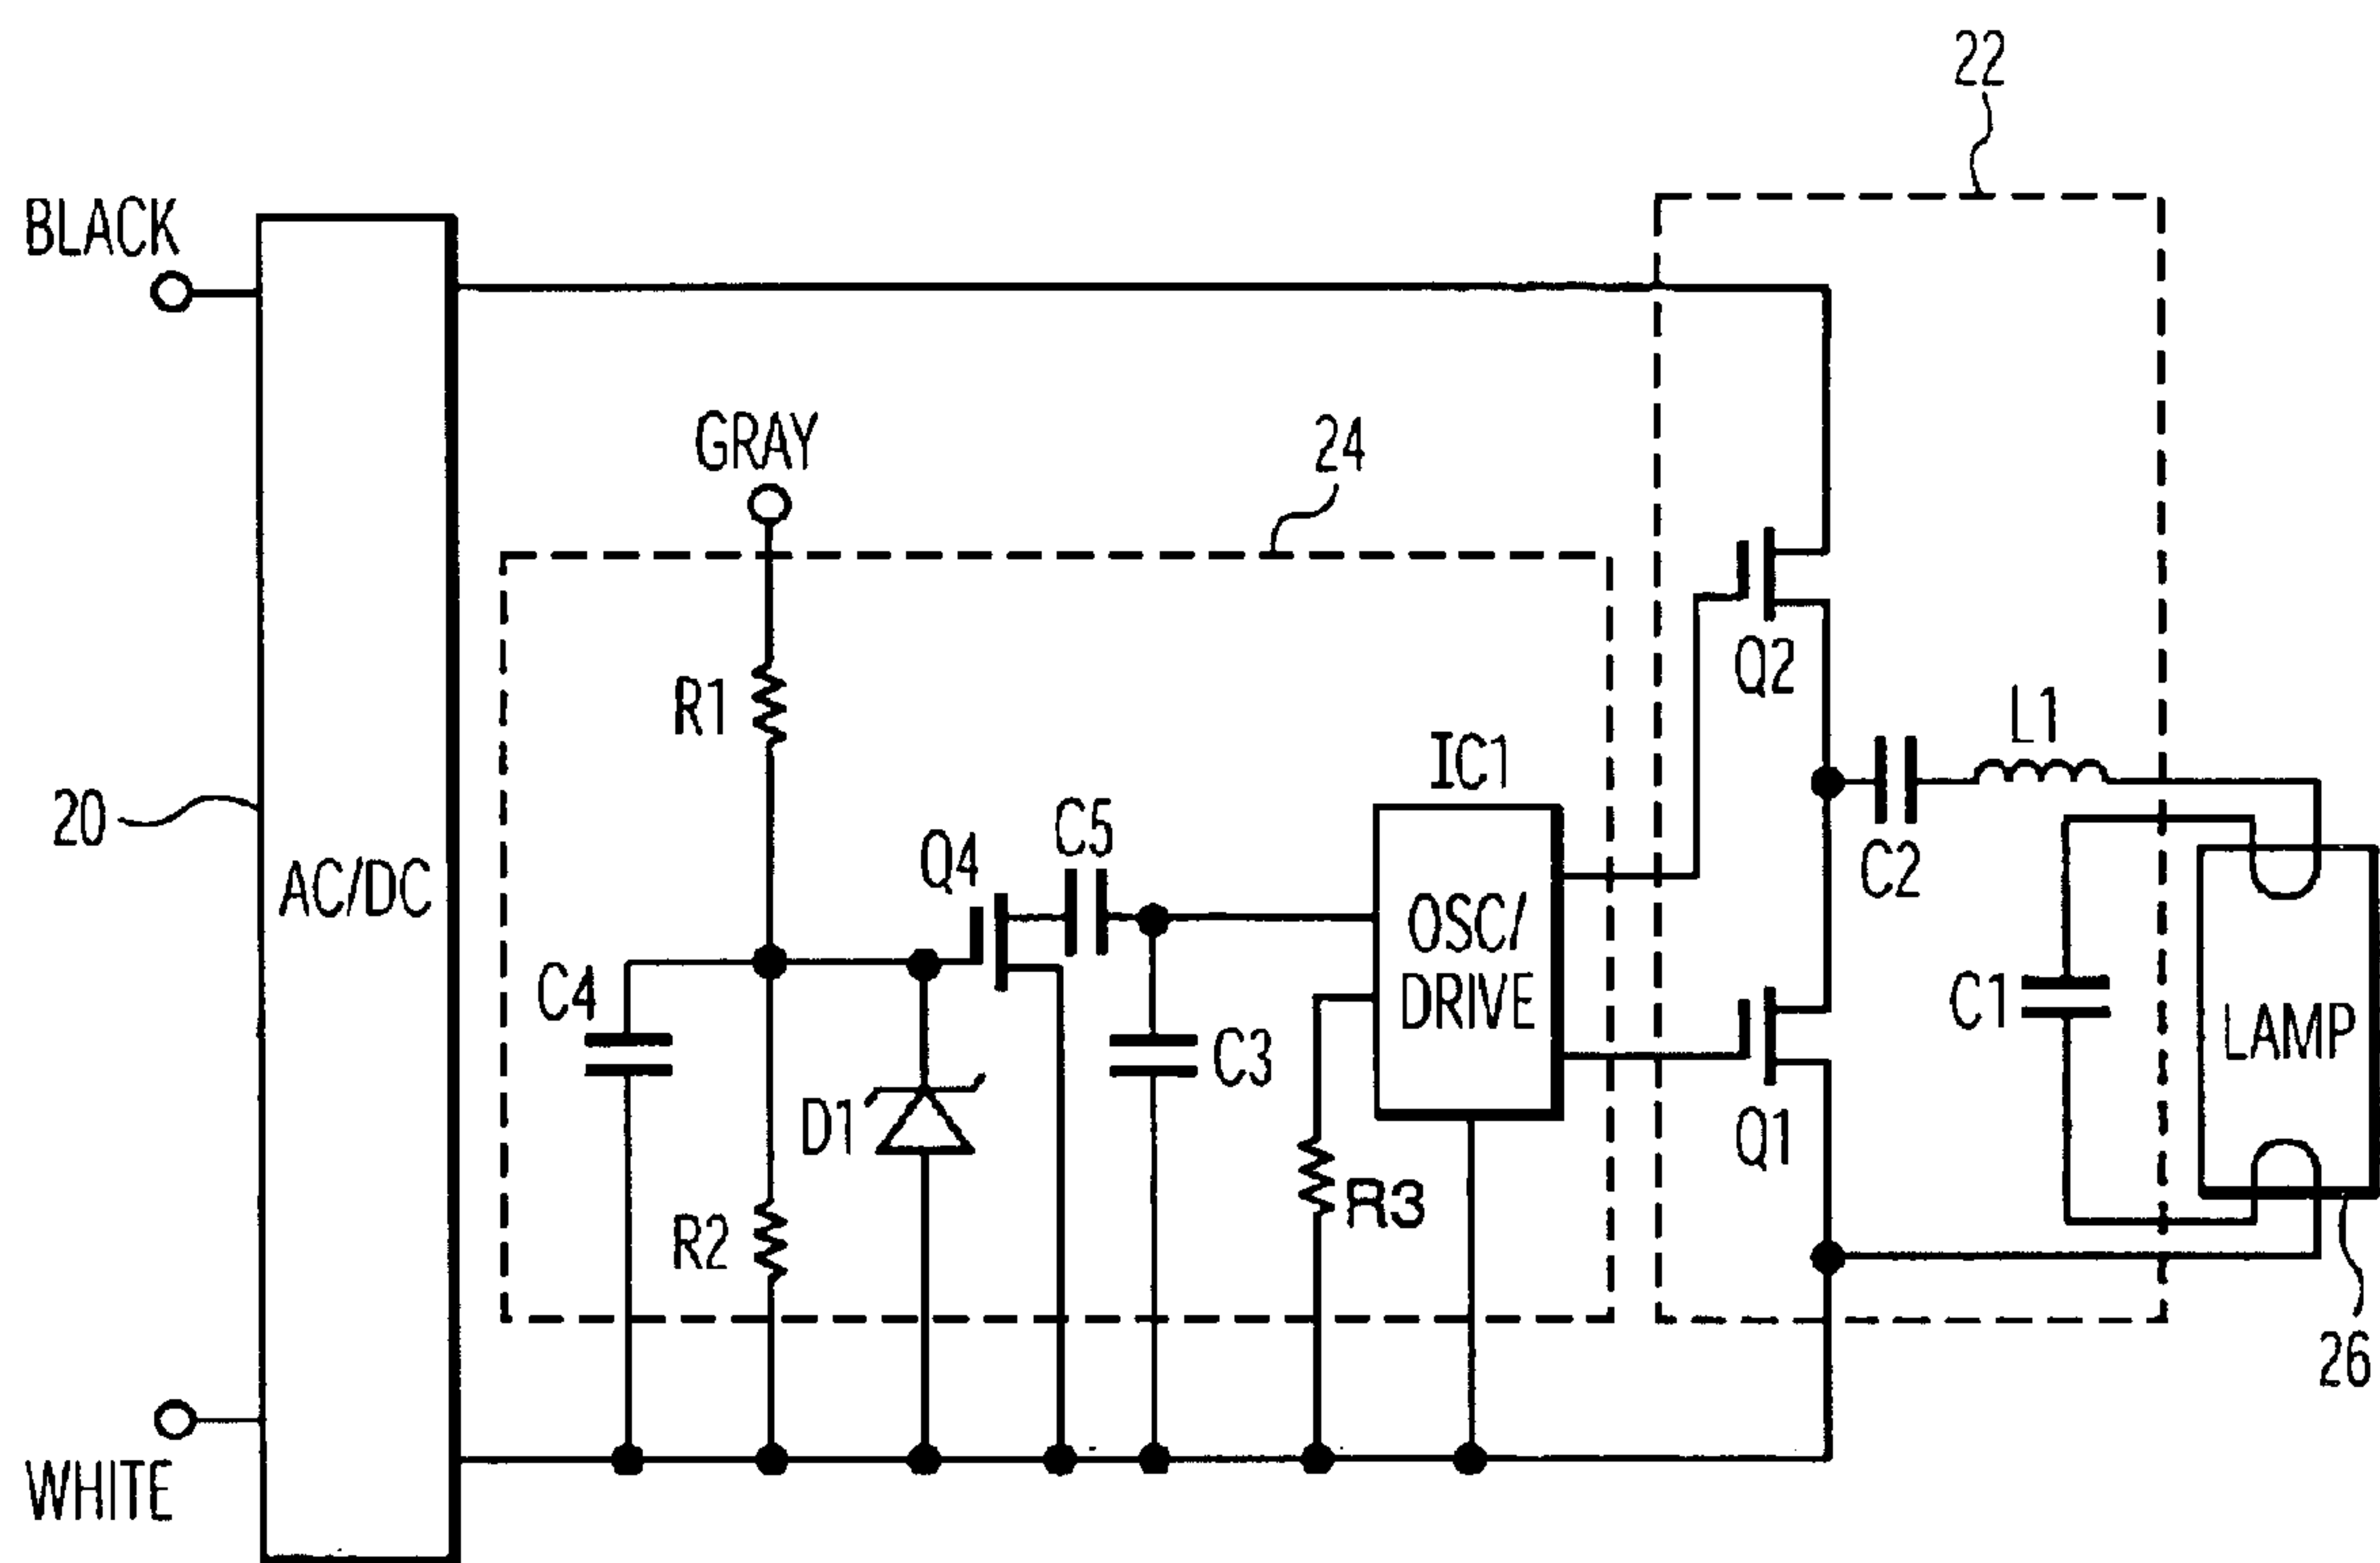 22
BLACK
GRAY
24
R1
Q2
L1
IC1
20
AC/DC
C5
Q4
C2
OSC/
DRIVE
C4
C1
LAMP
C3
D1
Q1
R3
R2
26
WHITE